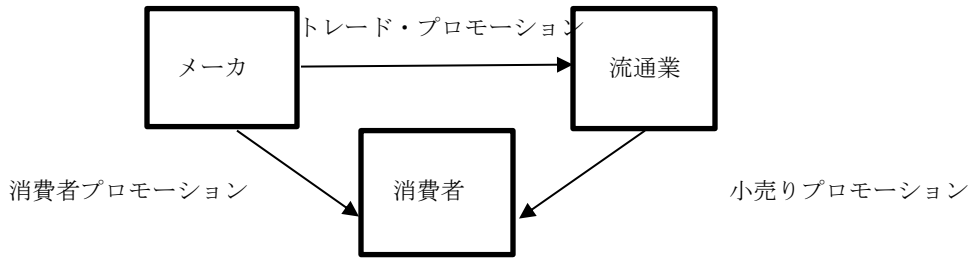 トレード・プロモーション
メーカ
流通業
消費者プロモーション
消費者
小売りプロモーション